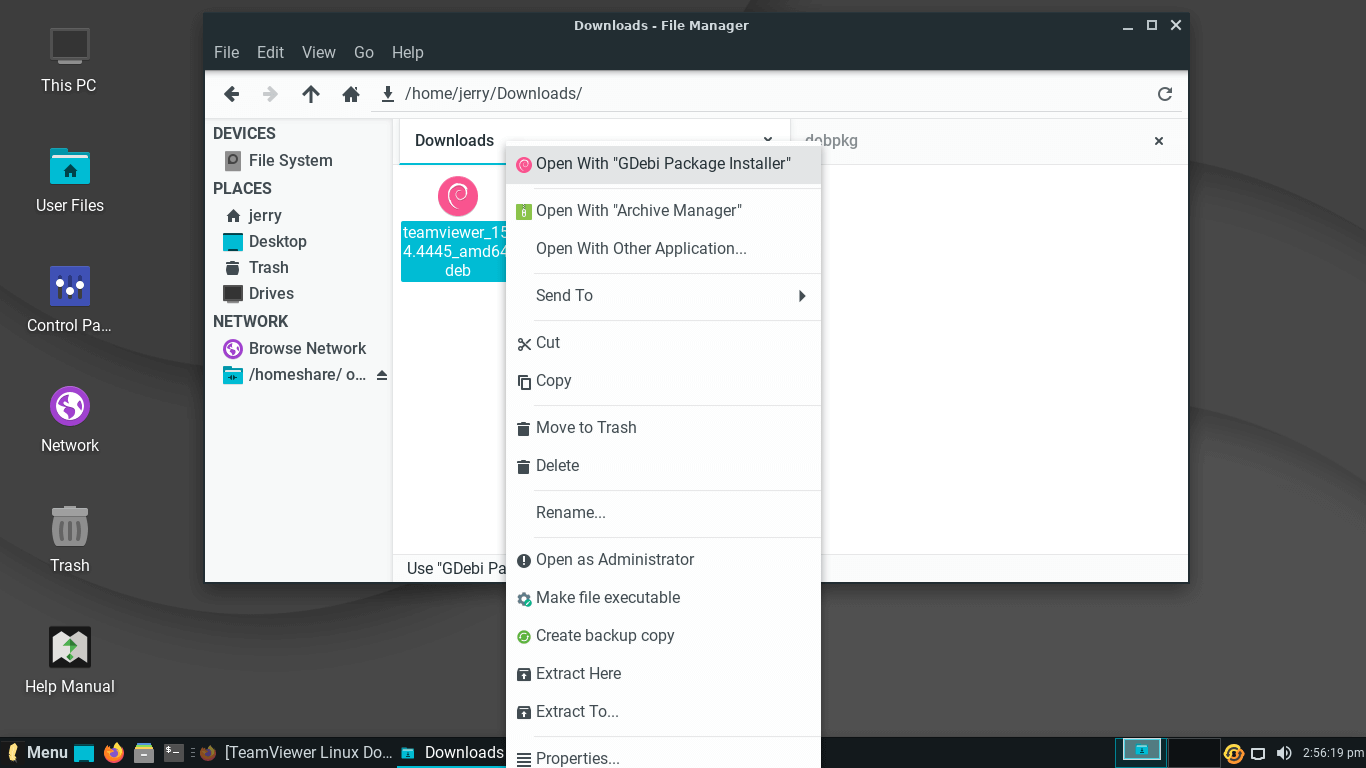 Downloads - File Manager
File Edit View Go Help
/home/jerry/Downloads/
This PC
User Files
Control Pa...
Network
Trash
Help Manual
DEVICES
File System
PLACES
jerry
Desktop
Trash
Drives
NETWORK
Browse Network
/homeshare/ o...
Downloads
debpkg
teamviewer_15
4.4445_amd64
deb
Open With "GDebi Package Installer"
Open With "Archive Manager"
Open With Other Application...
Send To
Cut
Copy
Move to Trash
Delete
Rename...
Open as Administrator
Make file executable
Create backup copy
Extract Here
Extract To...
Properties...
Use "GDebi Pa
Menu
[TeamViewer Linux Do...
Downloads
2:56:19 pm